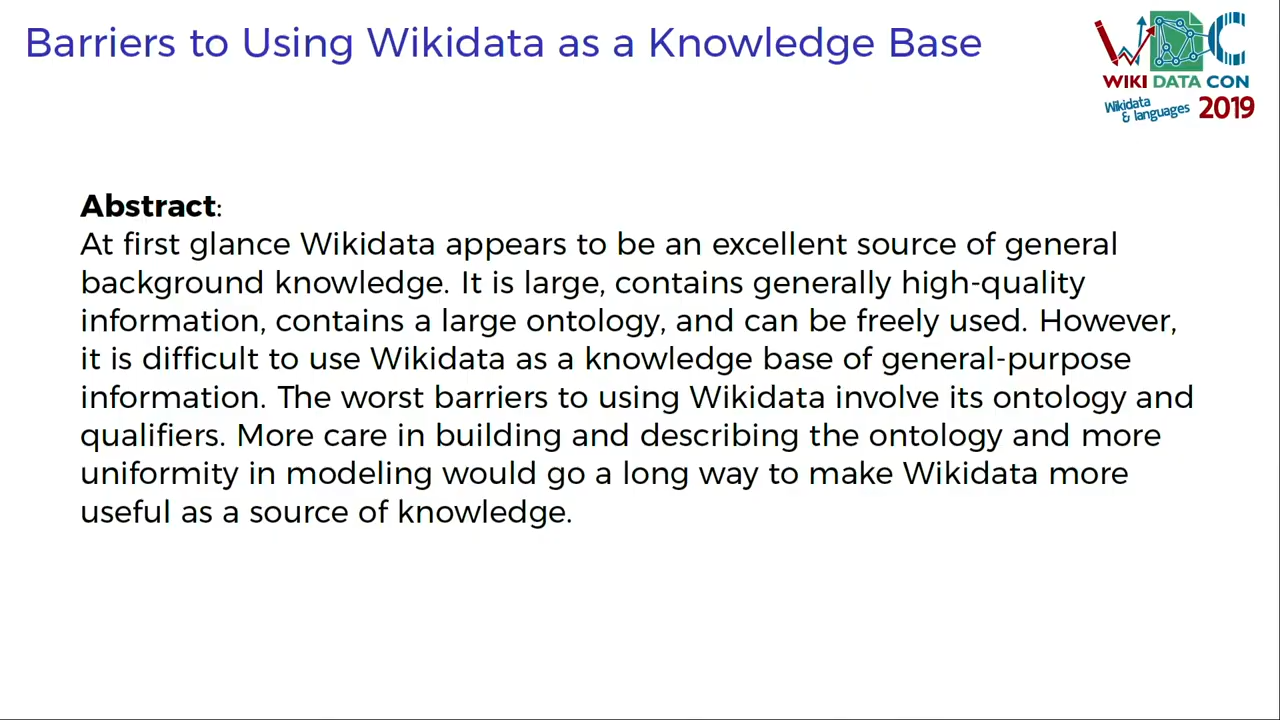 Barriers to Using Wikidata as a Knowledge Base
WIKI DATA CON
Wikidata
& languages 2019
Abstract:
At first glance Wikidata appears to be an excellent source of general
background knowledge. It is large, contains generally high-quality
information, contains a large ontology, and can be freely used. However,
it is difficult to use Wikidata as a knowledge base of general-purpose
information. The worst barriers to using Wikidata involve its ontology and
qualifiers. More care in building and describing the ontology and more
uniformity in modeling would go a long way to make Wikidata more
useful as a source of knowledge.